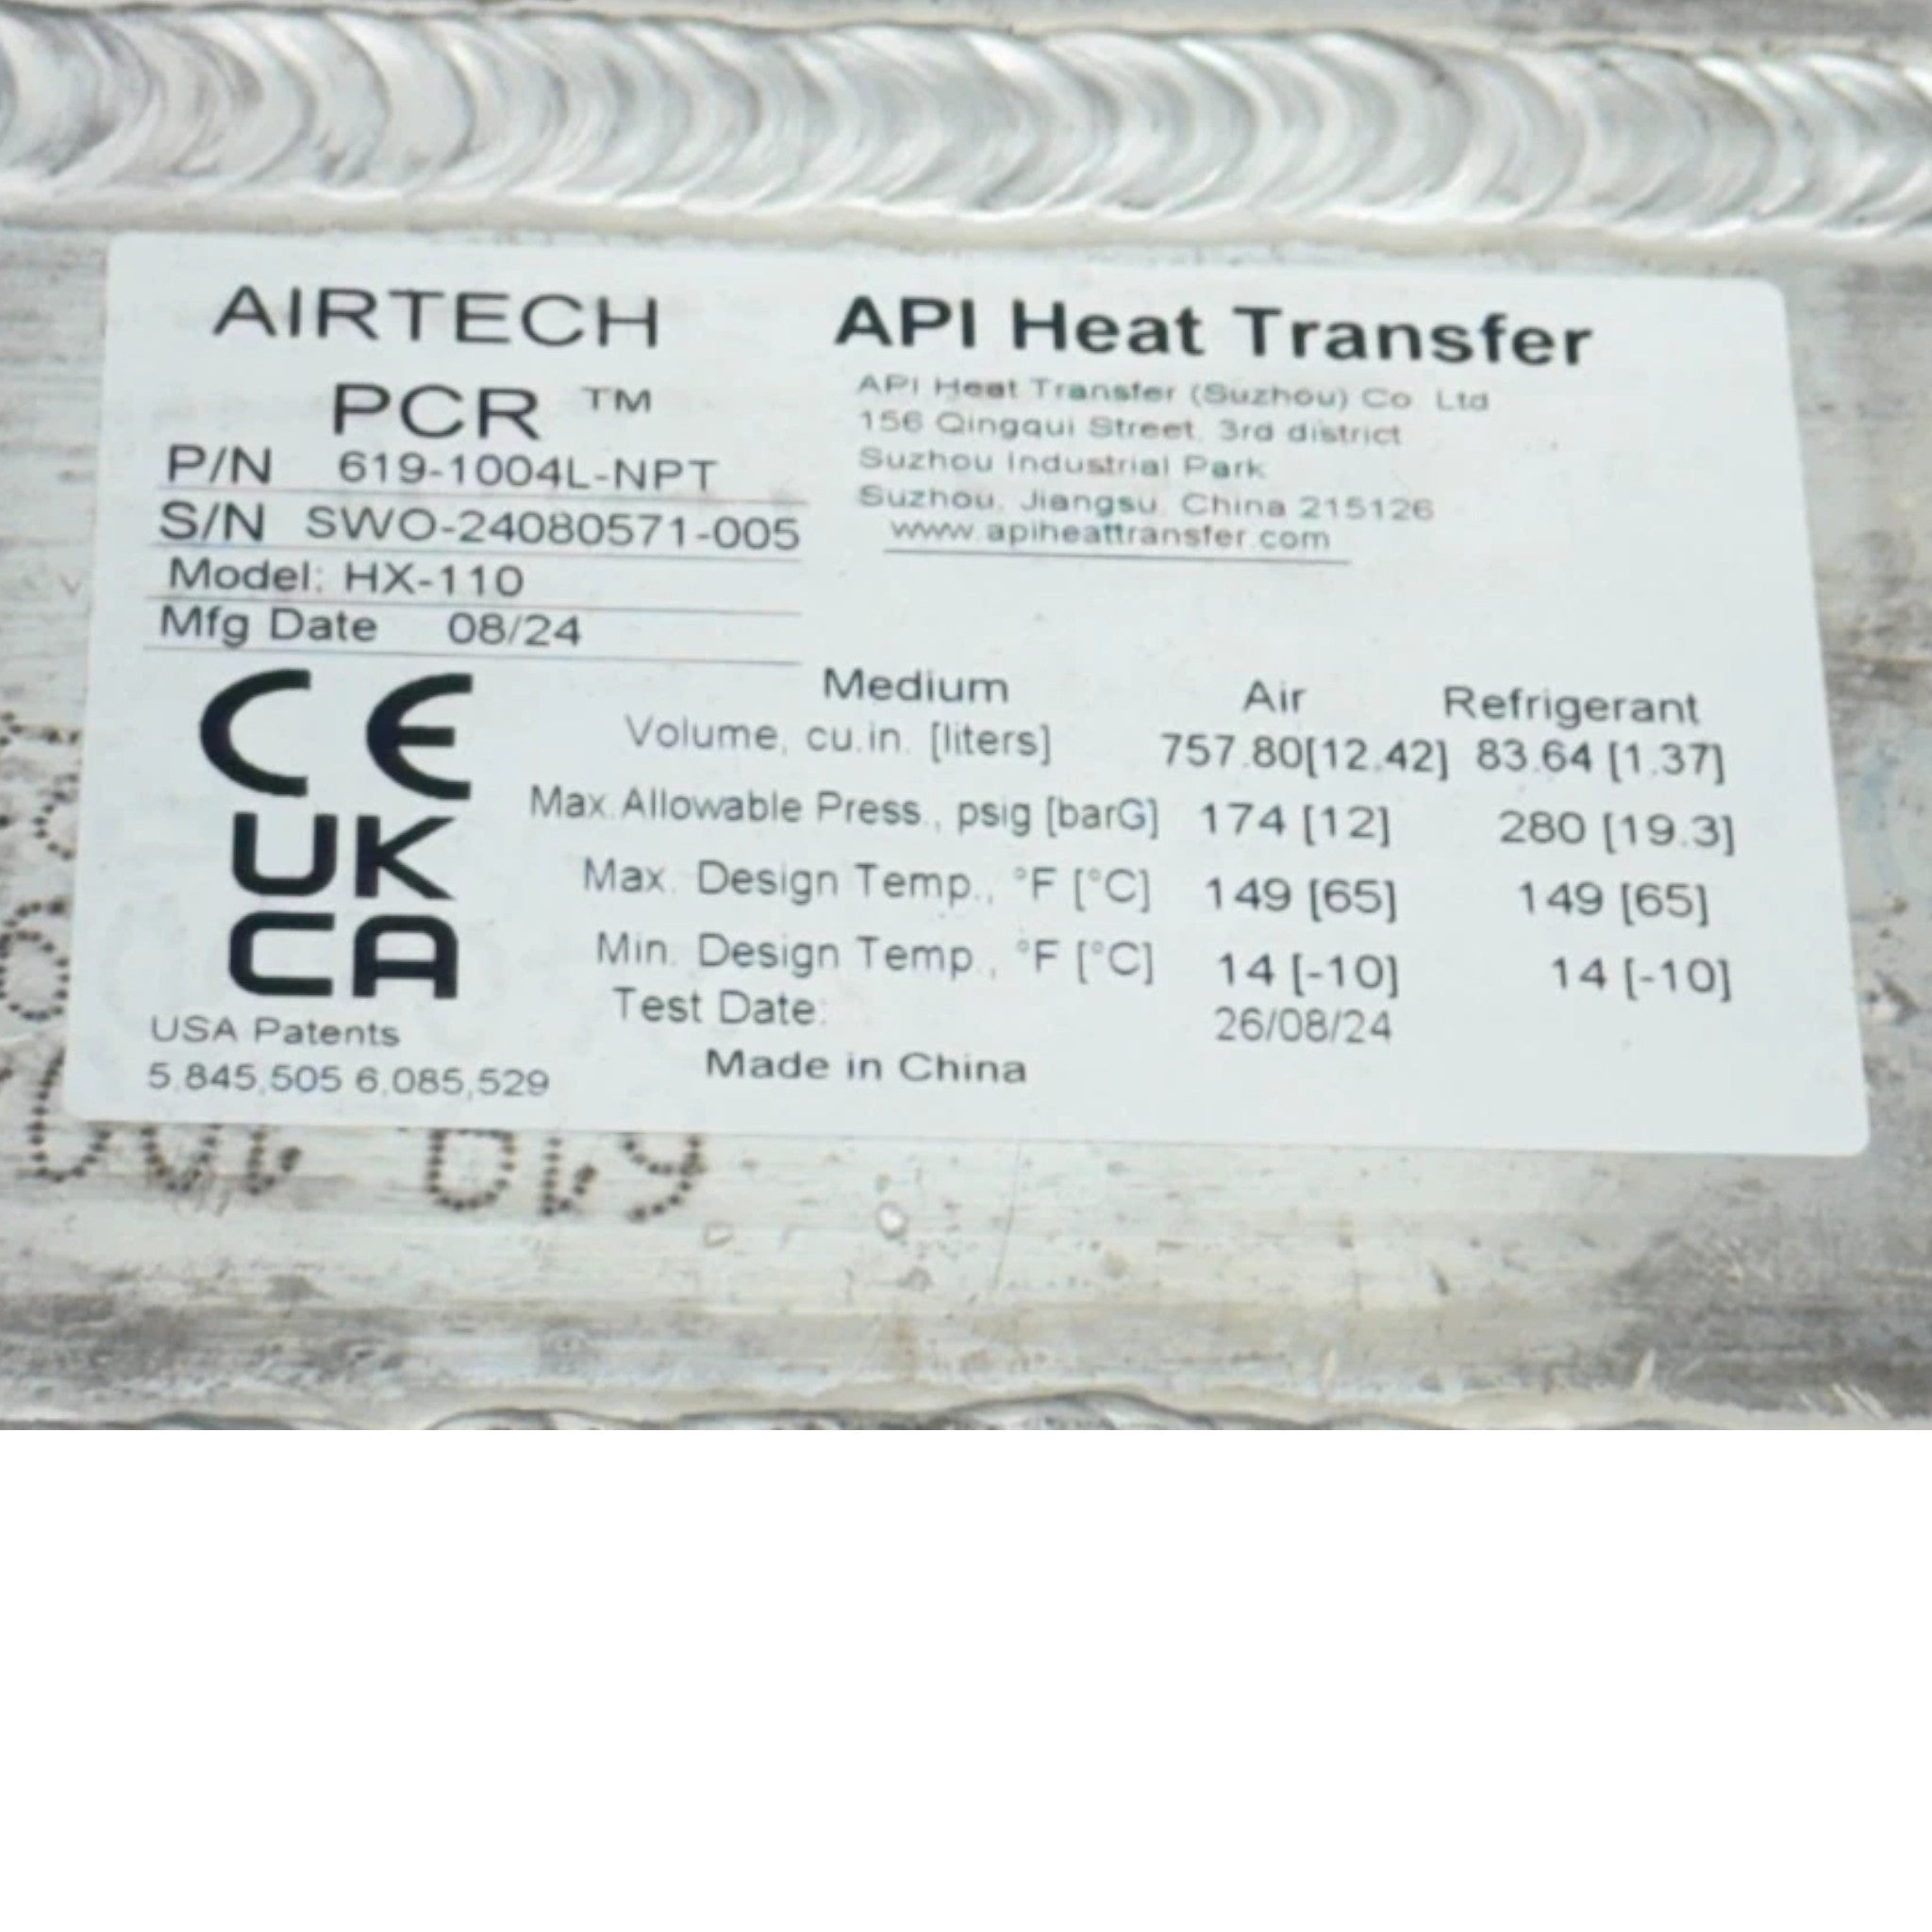 AIRTECH
PCR ™
P/N 619-1004L-NPT
S/N SWO-24080571-005
Model: HX-110
Mfg Date 08/24
API Heat Transfer
API Heat Transfer (Suzhou) Co Ltd
156 Qingqui Street, 3rd district
Suzhou Industrial Park
Suzhou, Jiangsu, China 215126
www.apiheattransfer.com
CE
UK
CA
Medium Air Refrigerant
Volume, cu.in. [liters] 757.80[12.42] 83.64 [1.37]
Max.Allowable Press., psig [barG] 174 [12] 280 [19.3]
Max. Design Temp., °F [°C] 149 [65] 149 [65]
Min. Design Temp., °F [°C] 14 [-10] 14 [-10]
Test Date: 26/08/24
Made in China
USA Patents
5,845,505 6,085,529